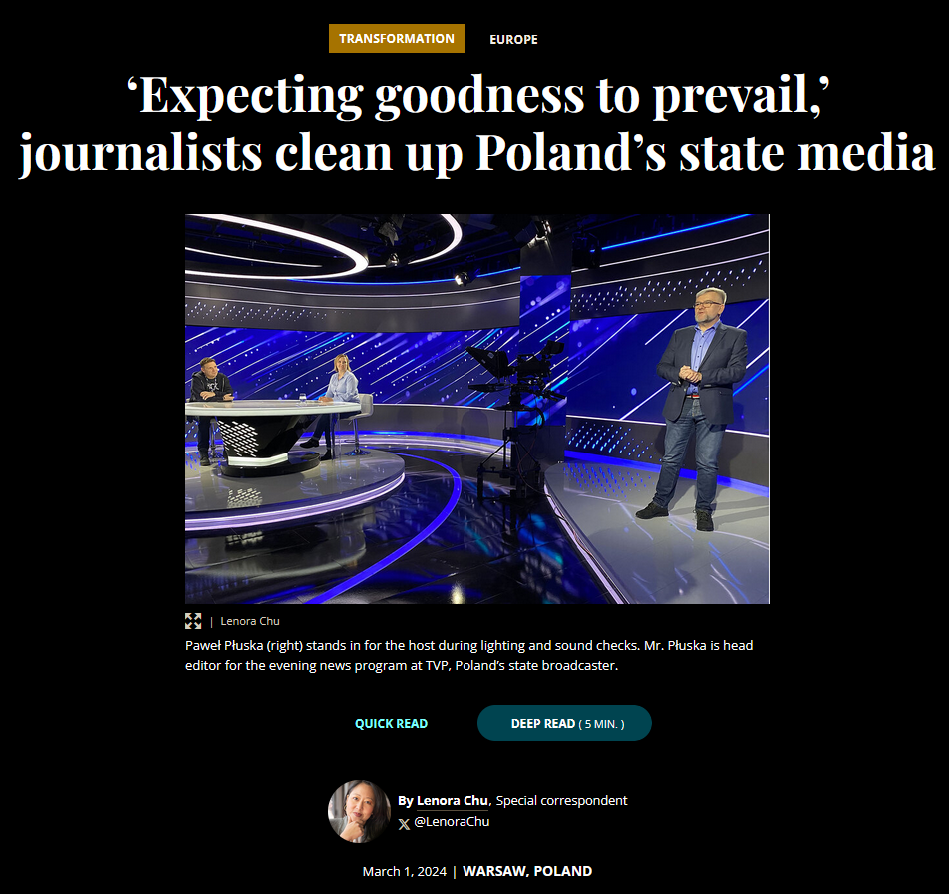 TRANSFORMATION EUROPE
‘Expecting goodness to prevail,’
journalists clean up Poland’s state media
| Lenora Chu
Paweł Płuska (right) stands in for the host during lighting and sound checks. Mr. Płuska is head
editor for the evening news program at TVP, Poland’s state broadcaster.
QUICK READ DEEP READ ( 5 MIN. )
By Lenora Chu, Special correspondent
@LenoraChu
March 1, 2024 | WARSAW, POLAND